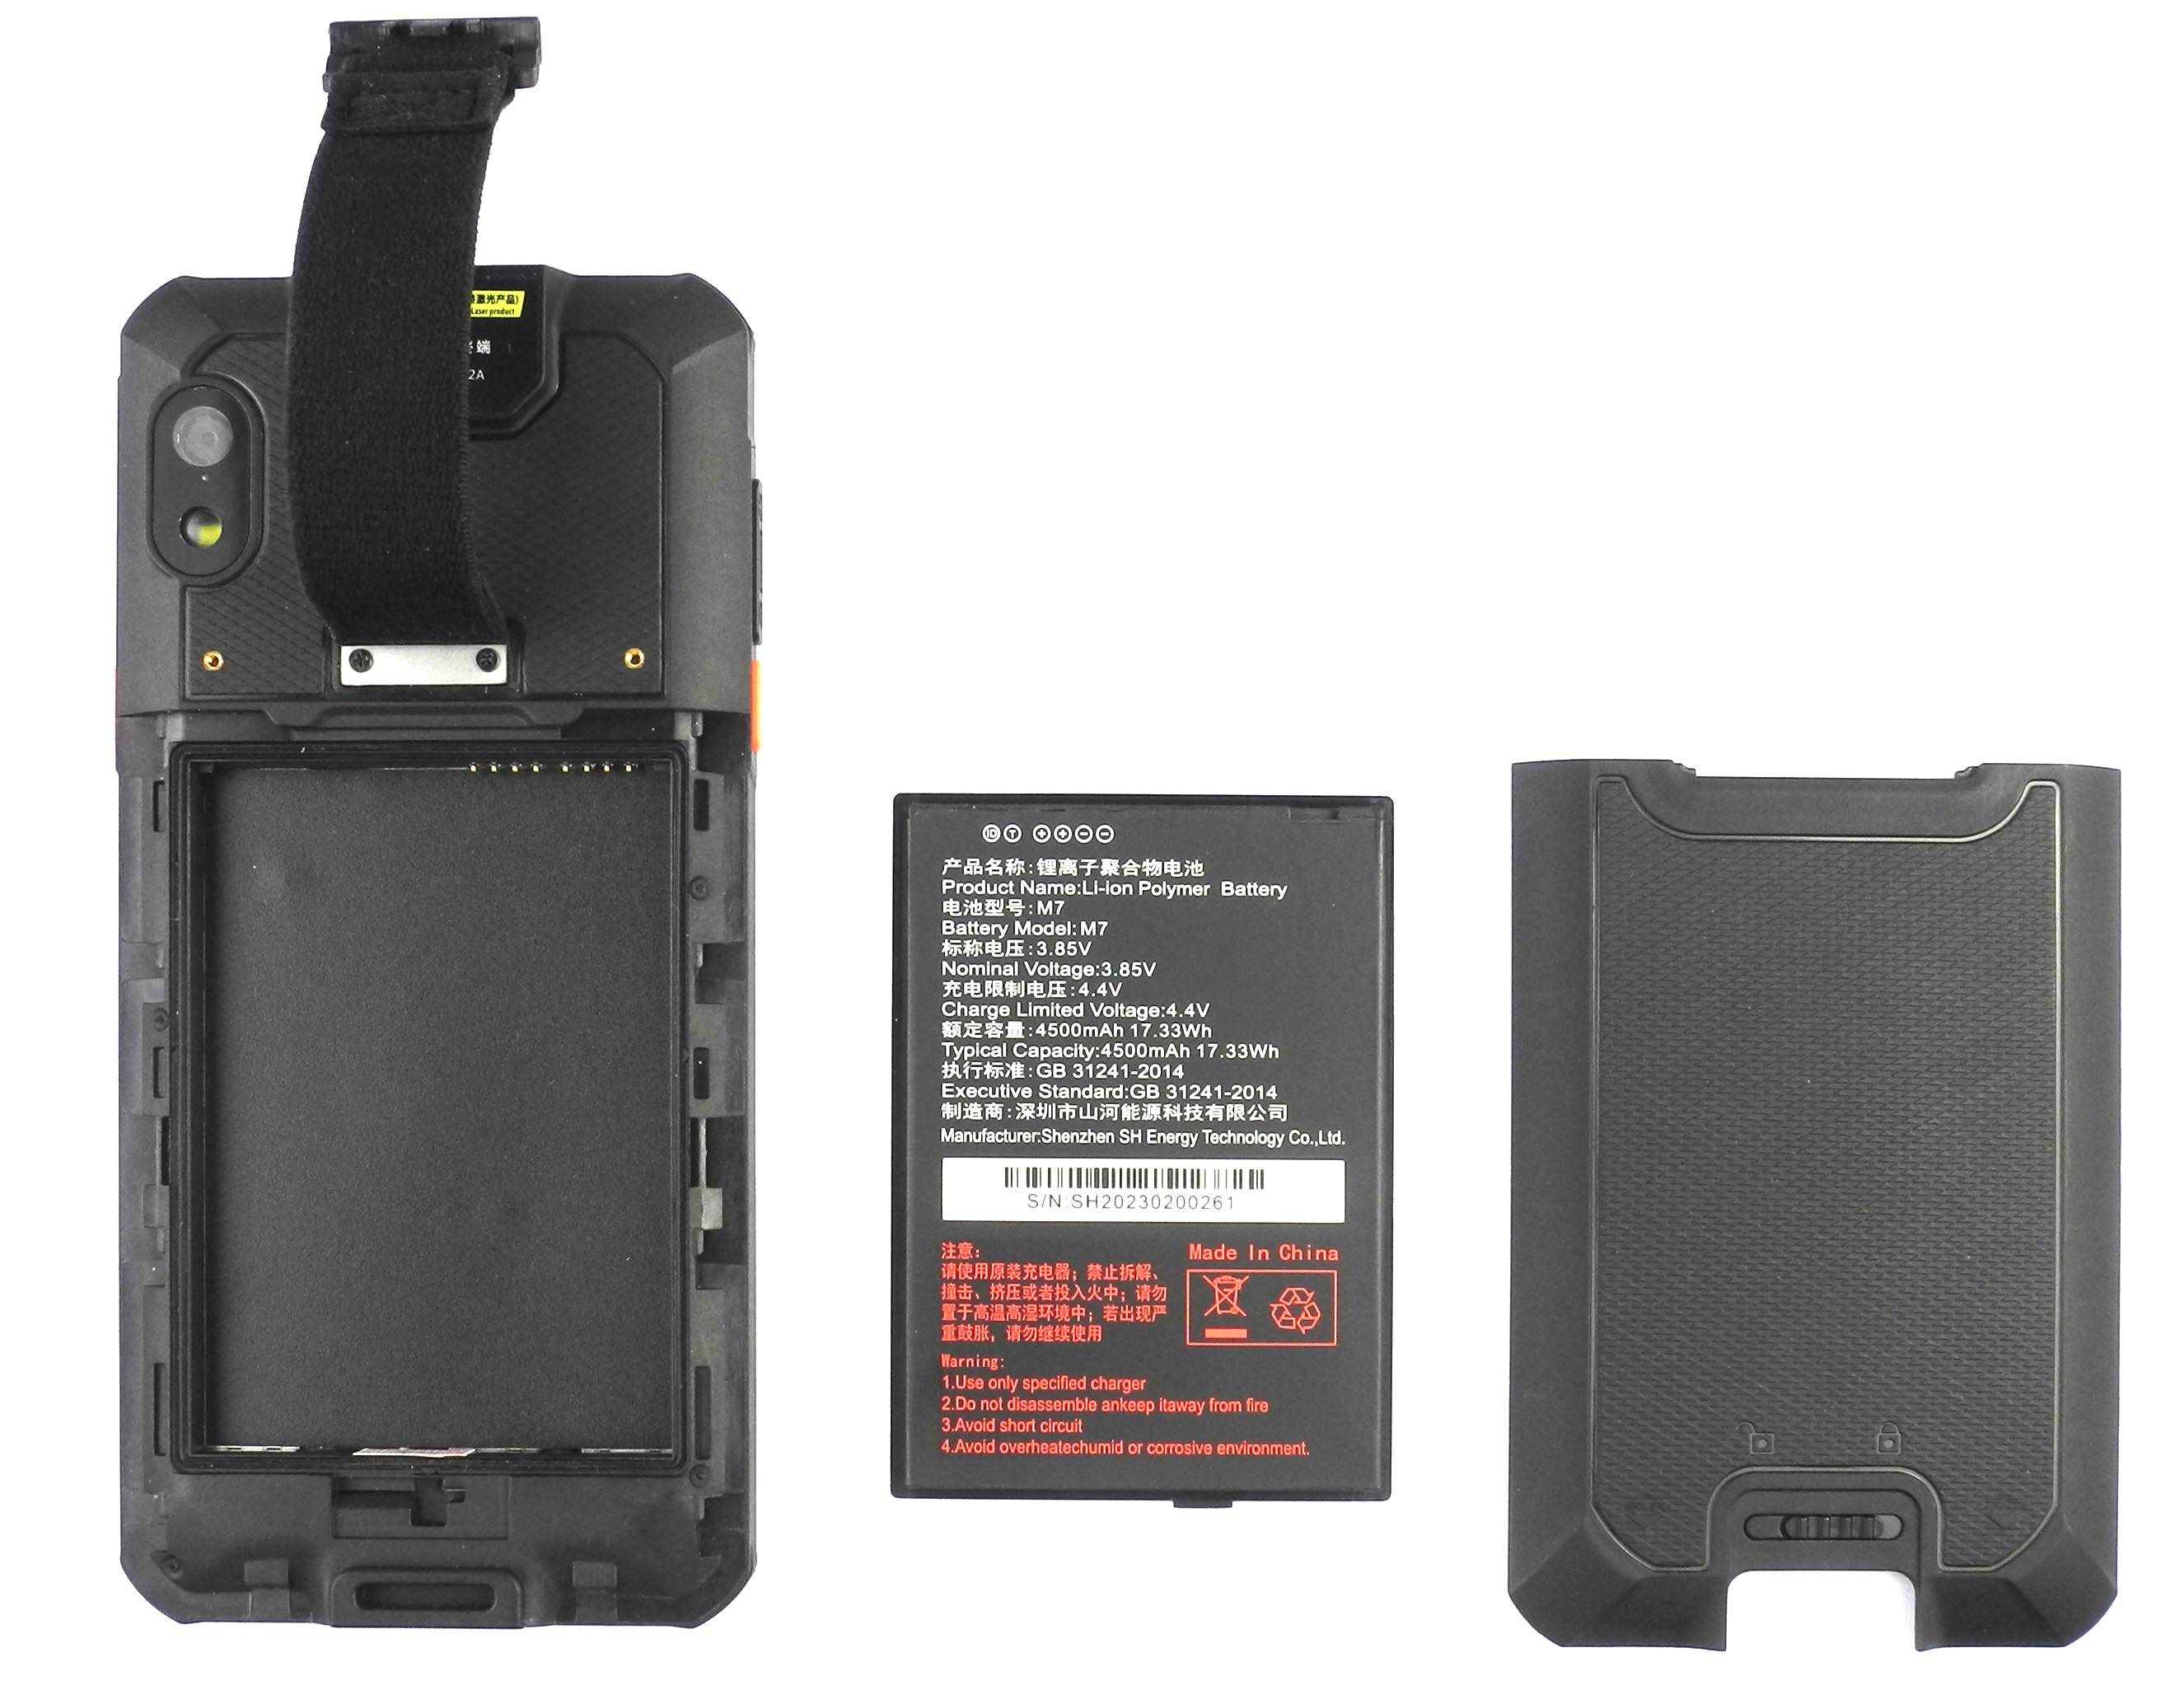 激光产品)
Laser product
端
2A
ID T + + - -
产品名称:锂离子聚合物电池
Product Name:Li-ion Polymer Battery
电池型号:M7
Battery Model:M7
标称电压:3.85V
Nominal Voltage:3.85V
充电限制电压:4.4V
Charge Limited Voltage:4.4V
额定容量:4500mAh 17.33Wh
Typical Capacity:4500mAh 17.33Wh
执行标准:GB 31241-2014
Executive Standard:GB 31241-2014
制造商:深圳市山河能源科技有限公司
Manufacturer:Shenzhen SH Energy Technology Co.,Ltd.
S/N:SH20230200261
注意:
请使用原装充电器；禁止拆解、
撞击、挤压或者投入火中；请勿
置于高温高湿环境中；若出现严
重鼓胀，请勿继续使用
Made In China
Warning:
1.Use only specified charger
2.Do not disassemble ankeep itaway from fire
3.Avoid short circuit
4.Avoid overheatechumid or corrosive environment.